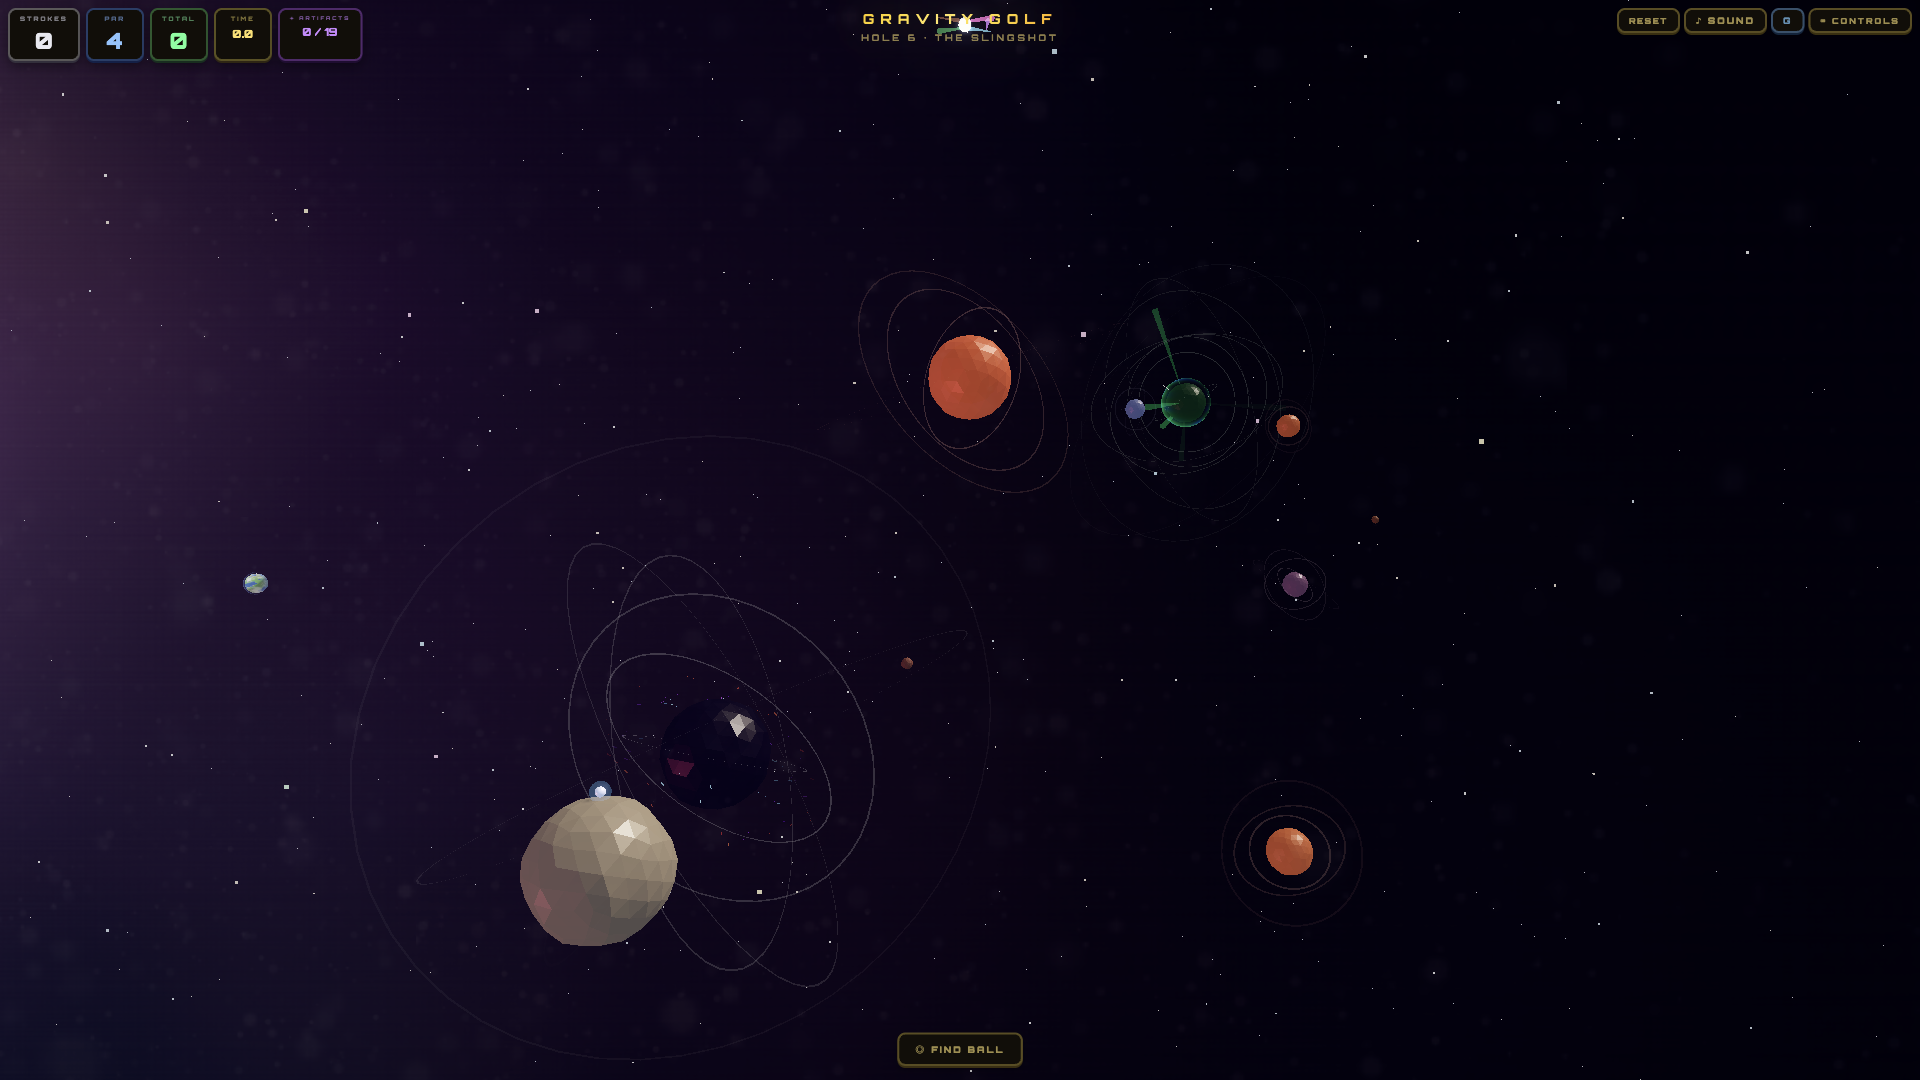 STROKES
0
PAR
4
TOTAL
0
TIME
0.0
ARTIFACTS
0 / 19
GRAVITY GOLF
HOLE 6 · THE SLINGSHOT
RESET
♪ SOUND
G
CONTROLS
FIND BALL